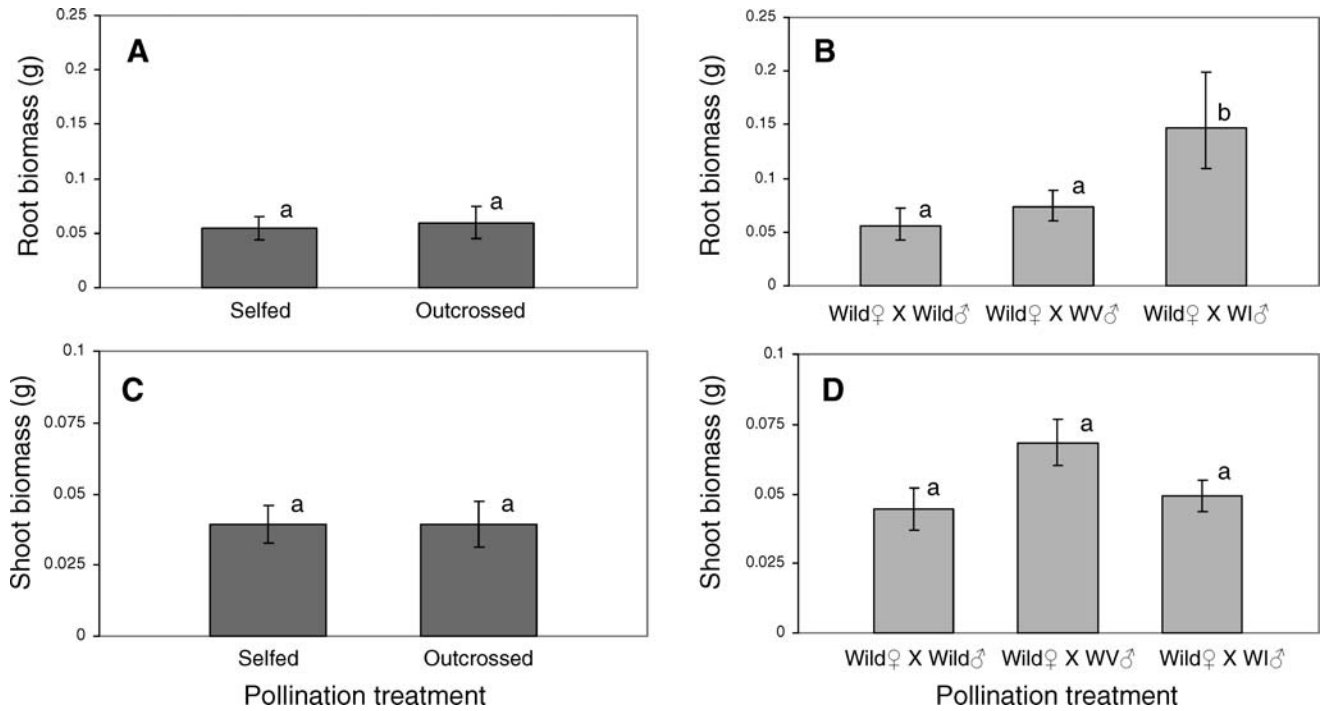 A
Root biomass (g)
0.25
0.2
0.15
0.1
0.05
0
a
a
Selfed
Outcrossed
B
Root biomass (g)
0.25
0.2
0.15
0.1
0.05
0
a
a
b
Wild♀ X Wild♂
Wild♀ X WV♂
Wild♀ X WI♂
C
Shoot biomass (g)
0.1
0.075
0.05
0.025
0
a
a
Selfed
Outcrossed
Pollination treatment
D
Shoot biomass (g)
0.1
0.075
0.05
0.025
0
a
a
a
Wild♀ X Wild♂
Wild♀ X WV♂
Wild♀ X WI♂
Pollination treatment